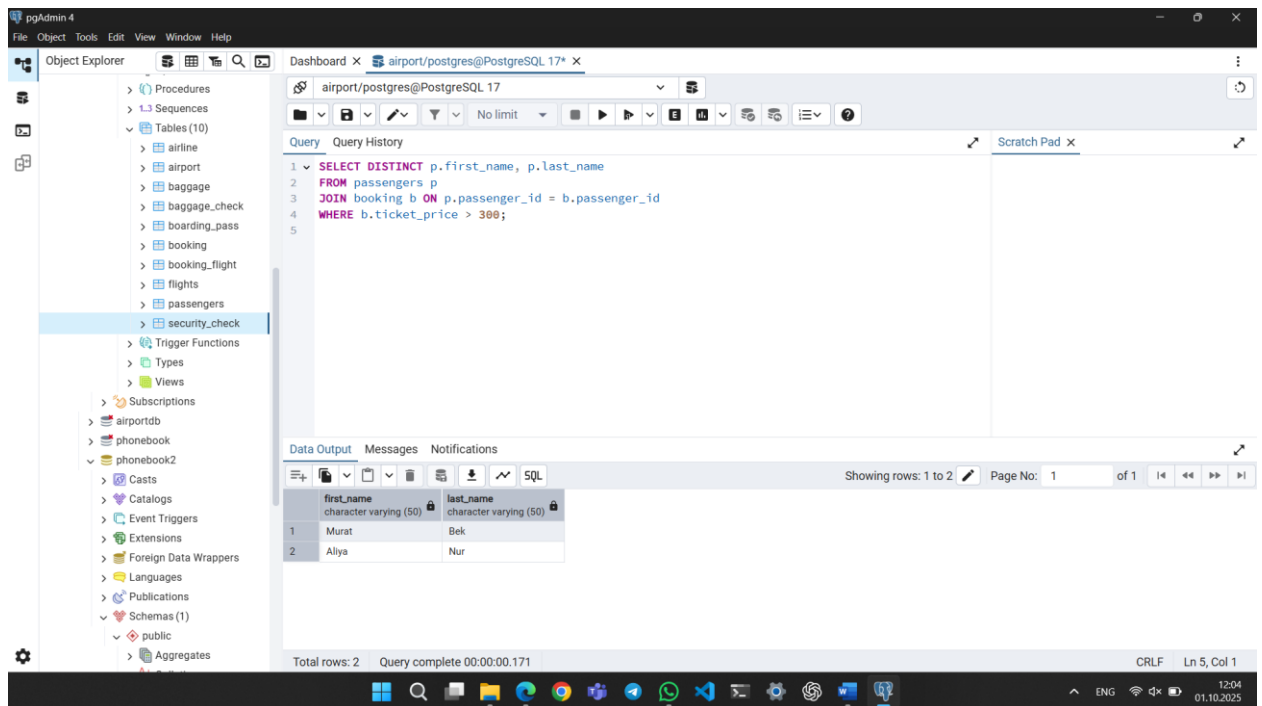 pgAdmin 4
File Object Tools Edit View Window Help
Object Explorer
Dashboard
airport/postgres@PostgreSQL 17*
Procedures
1..3 Sequences
Tables (10)
airline
airport
baggage
baggage_check
boarding_pass
booking
booking_flight
flights
passengers
security_check
Trigger Functions
Types
Views
Subscriptions
airportdb
phonebook
phonebook2
Casts
Catalogs
Event Triggers
Extensions
Foreign Data Wrappers
Languages
Publications
Schemas (1)
public
Aggregates
airport/postgres@PostgreSQL 17
No limit
E
Query Query History
Scratch Pad
1 SELECT DISTINCT p.first_name, p.last_name
2 FROM passengers p
3 JOIN booking b ON p.passenger_id = b.passenger_id
4 WHERE b.ticket_price > 300;
5
Data Output Messages Notifications
SQL
Showing rows: 1 to 2
Page No: 1 of 1
first_name last_name
character varying (50) character varying (50)
1 Murat Bek
2 Aliya Nur
Total rows: 2 Query complete 00:00:00.171
CRLF Ln 5, Col 1
ENG
12:04
01.10.2025